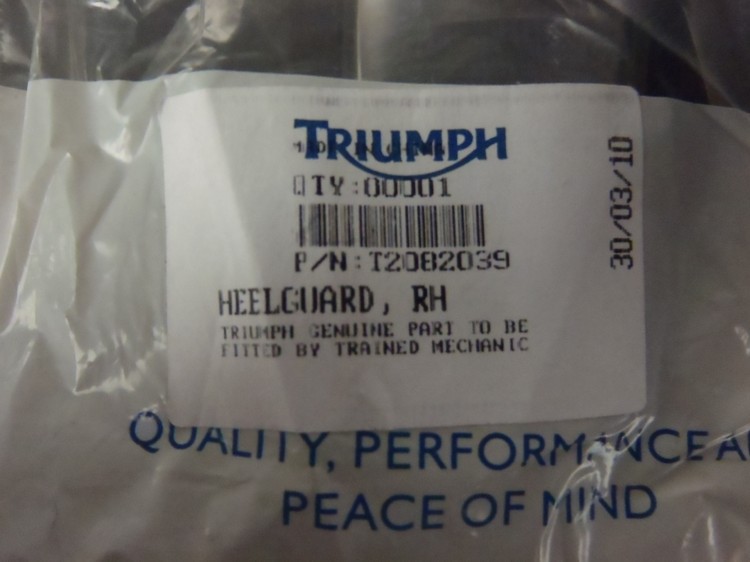 TRIUMPH
QTY:00001
P/N:T2082039
HEELGUARD, RH
TRIUMPH GENUINE PART TO BE
FITTED BY TRAINED MECHANIC
30/03/10
QUALITY, PERFORMANCE A
PEACE OF MIND